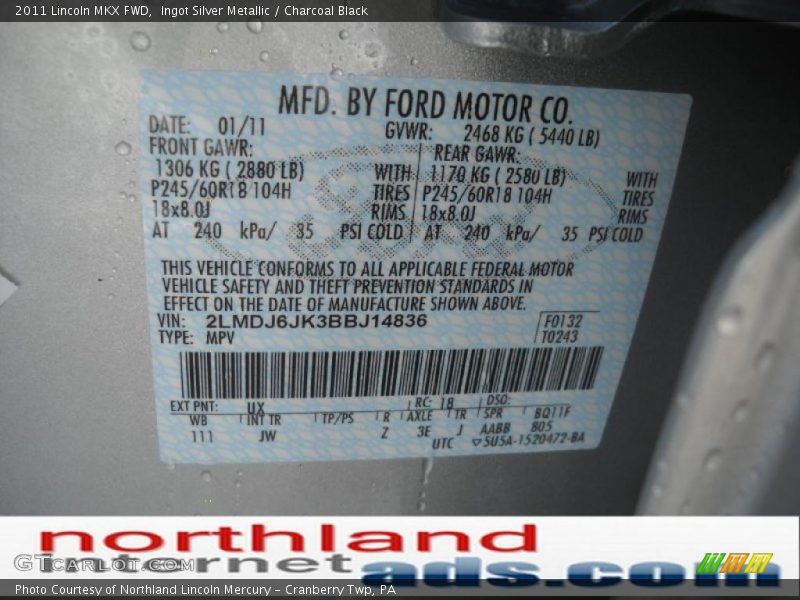 2011 Lincoln MKX FWD,  Ingot Silver Metallic / Charcoal Black
MFD. BY FORD MOTOR CO.
DATE: 01/11 GVWR: 2468 KG ( 5440 LB)
FRONT GAWR: REAR GAWR:
1306 KG ( 2880 LB) WITH 1170 KG ( 2580 LB) WITH
P245/60R18 104H TIRES P245/60R18 104H TIRES
18x8.0J RIMS 18x8.0J RIMS
AT 240 kPa/ 35 PSI COLD AT 240 kPa/ 35 PSI COLD
THIS VEHICLE CONFORMS TO ALL APPLICABLE FEDERAL MOTOR
VEHICLE SAFETY AND THEFT PREVENTION STANDARDS IN
EFFECT ON THE DATE OF MANUFACTURE SHOWN ABOVE.
VIN: 2LMDJ6JK3BBJ14836 F0132
TYPE: MPV T0243
EXT PNT: UX RC: 18 DSO:
WB INT TR TP/PS R AXLE TR SPR BQ11F
111 JW Z 3E J AABB 805
UTC ▽5U5A-1520472-BA
northland
internet
ads.com
GTCarLot.com
Photo Courtesy of Northland Lincoln Mercury – Cranberry Twp, PA